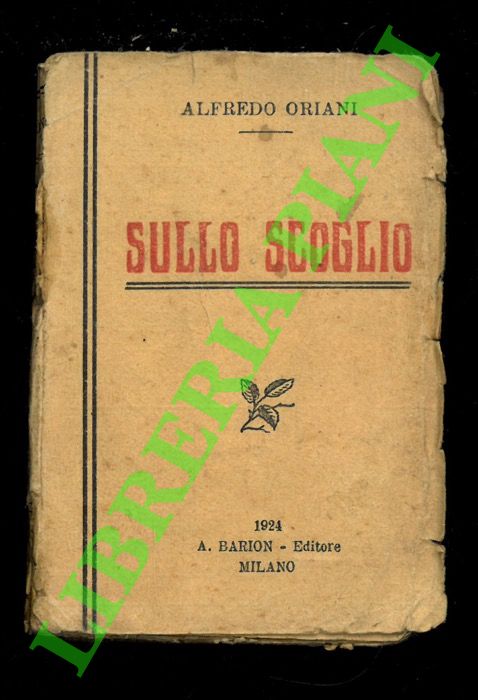 ALFREDO ORIANI
SULLO SCOGLIO
1924
A. BARION - Editore
MILANO
LIBRERIA PIANI